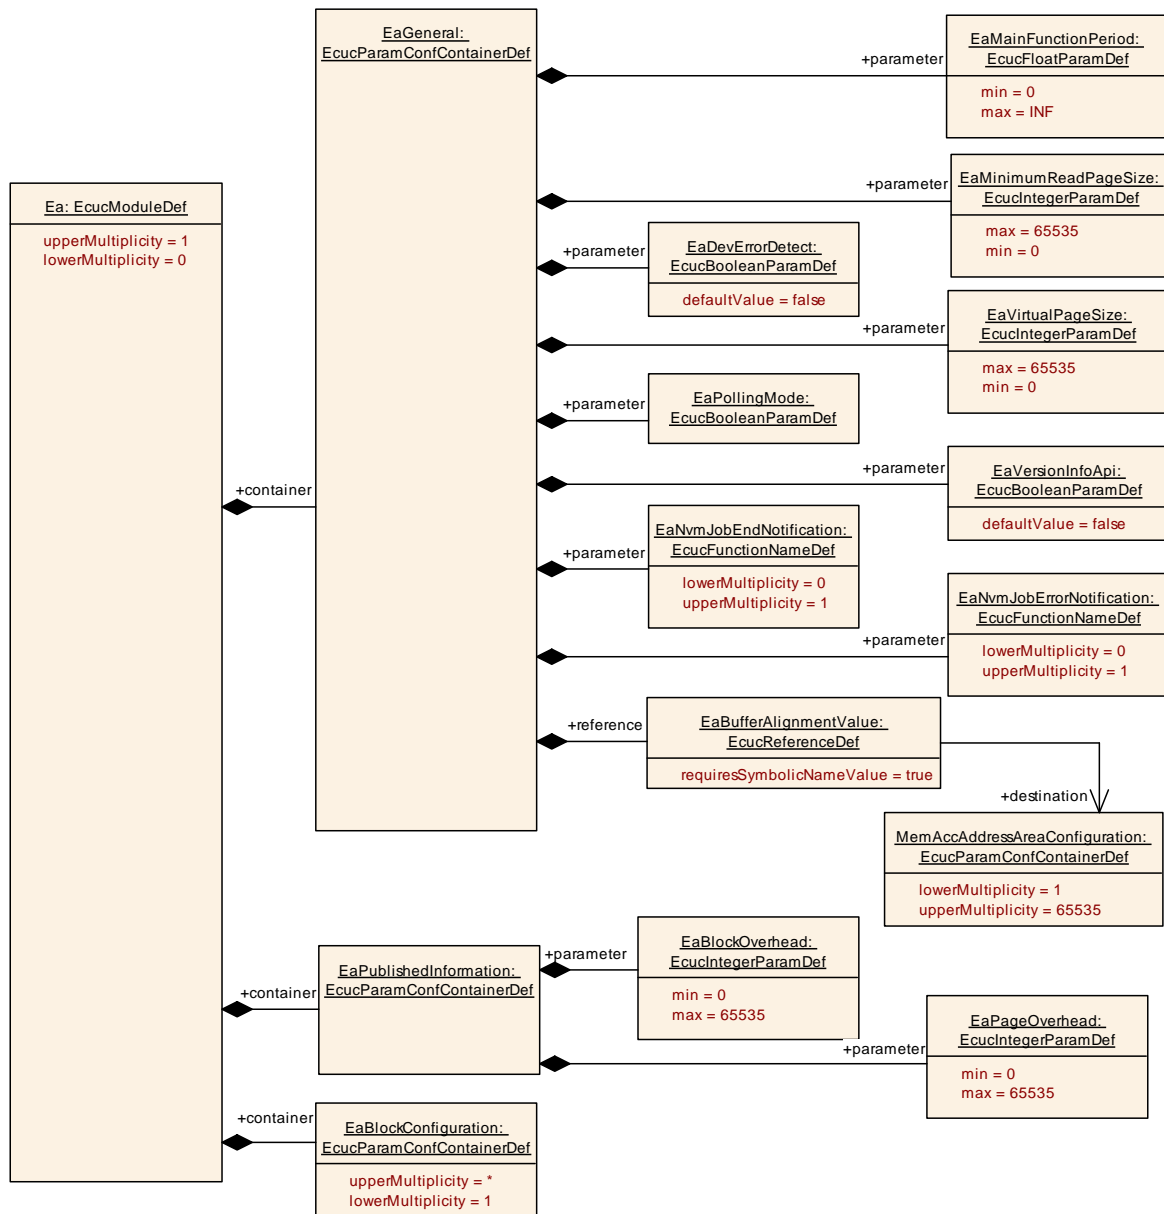 EaGeneral:
EcucParamConfContainerDef
EaMainFunctionPeriod:
EcucFloatParamDef
min = 0
max = INF
+parameter
EaMinimumReadPageSize:
EcucIntegerParamDef
max = 65535
min = 0
+parameter
Ea: EcucModuleDef
upperMultiplicity = 1
lowerMultiplicity = 0
EaDevErrorDetect:
EcucBooleanParamDef
defaultValue = false
+parameter
EaVirtualPageSize:
EcucIntegerParamDef
max = 65535
min = 0
+parameter
EaPollingMode:
EcucBooleanParamDef
+parameter
EaVersionInfoApi:
EcucBooleanParamDef
defaultValue = false
+parameter
+container
EaNvmJobEndNotification:
EcucFunctionNameDef
lowerMultiplicity = 0
upperMultiplicity = 1
+parameter
EaNvmJobErrorNotification:
EcucFunctionNameDef
lowerMultiplicity = 0
upperMultiplicity = 1
+parameter
+reference
EaBufferAlignmentValue:
EcucReferenceDef
requiresSymbolicNameValue = true
+destination
MemAccAddressAreaConfiguration:
EcucParamConfContainerDef
lowerMultiplicity = 1
upperMultiplicity = 65535
+container
EaPublishedInformation:
EcucParamConfContainerDef
+parameter
EaBlockOverhead:
EcucIntegerParamDef
min = 0
max = 65535
+parameter
EaPageOverhead:
EcucIntegerParamDef
min = 0
max = 65535
+container
EaBlockConfiguration:
EcucParamConfContainerDef
upperMultiplicity = *
lowerMultiplicity = 1